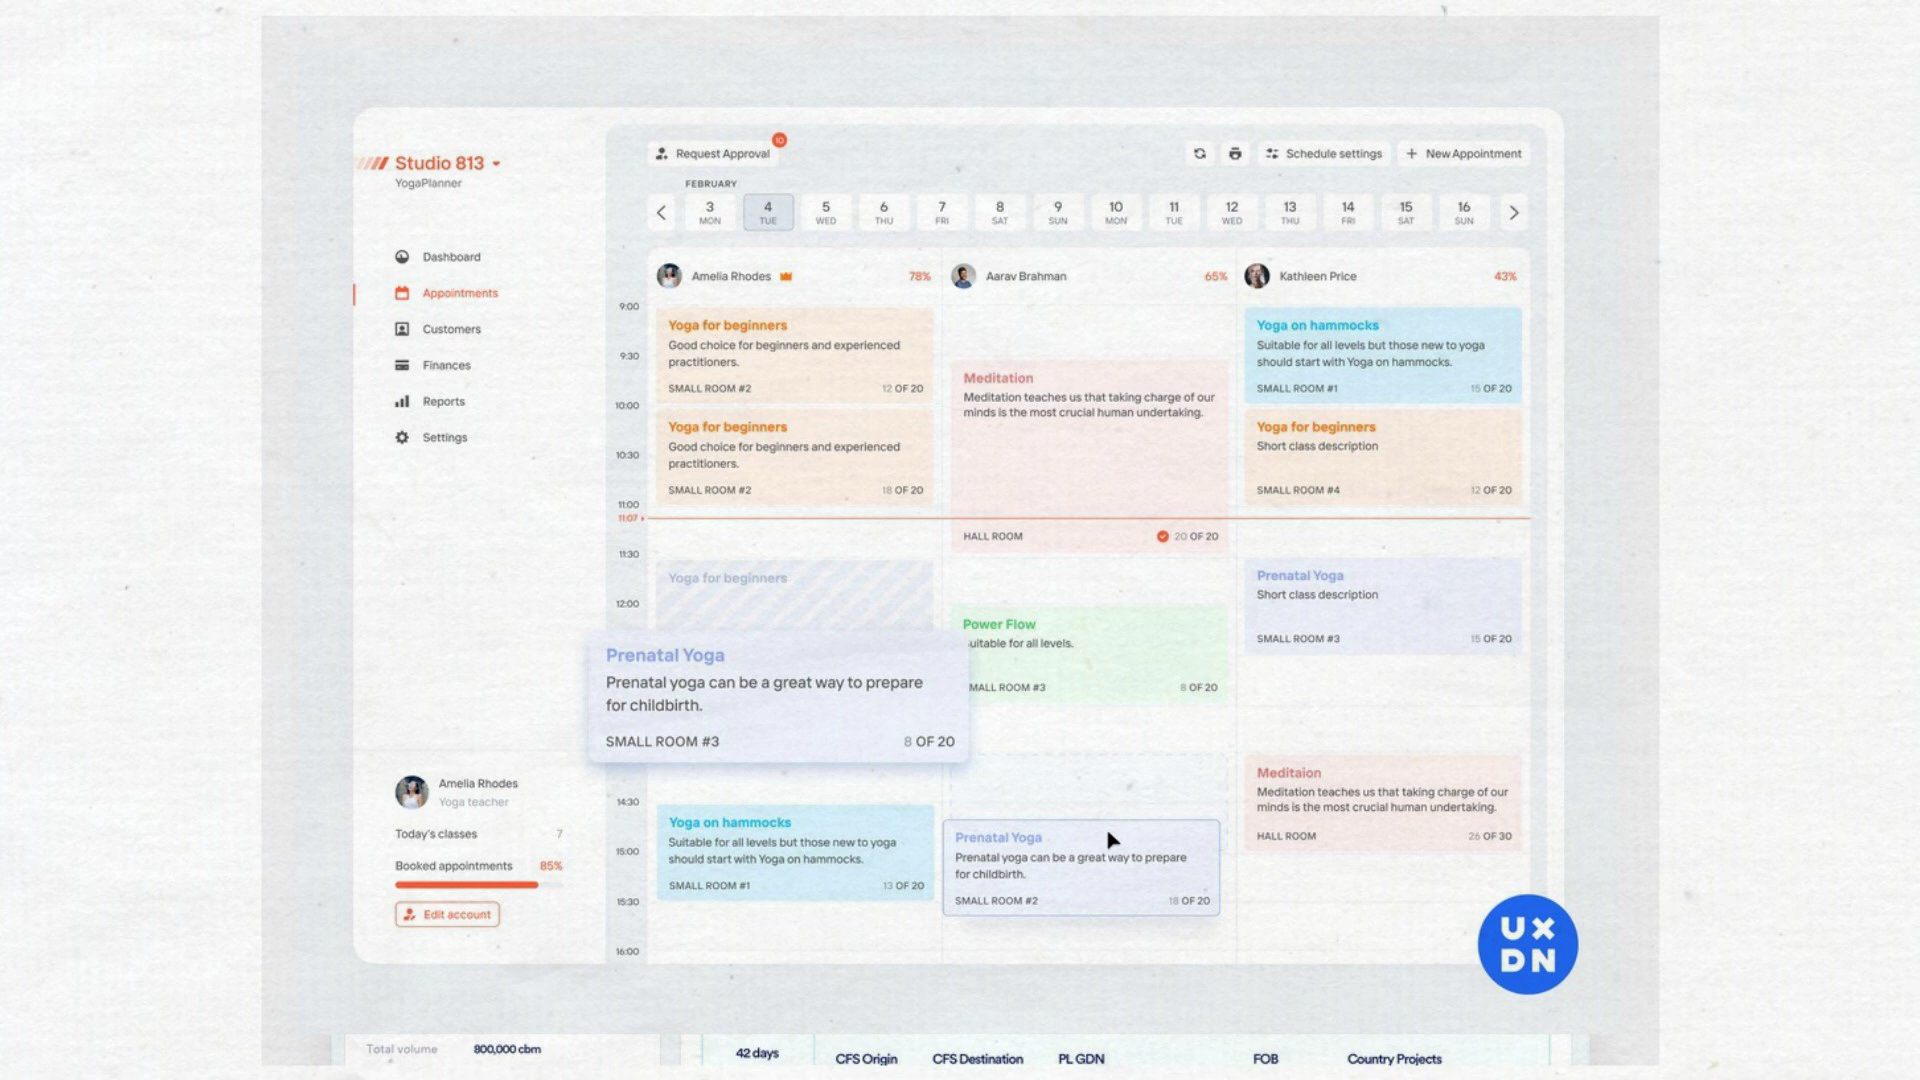 Request Approval
10
Schedule settings
New Appointment
Studio 813
YogaPlanner
FEBRUARY
3 4 5 6 7 8 9 10 11 12 13 14 15 16
MON TUE WED THU FRI SAT SUN MON TUE WED THU FRI SAT SUN
Dashboard
Appointments
Customers
Finances
Reports
Settings
Amelia Rhodes 78%
Aarav Brahman 65%
Kathleen Price 43%
9:00
9:30
10:00
10:30
11:00
11:07
11:30
12:00
14:30
15:00
15:30
16:00
Yoga for beginners
Good choice for beginners and experienced
practitioners.
SMALL ROOM #2 12 OF 20
Yoga for beginners
Good choice for beginners and experienced
practitioners.
SMALL ROOM #2 18 OF 20
Yoga for beginners
Prenatal Yoga
Prenatal yoga can be a great way to prepare
for childbirth.
SMALL ROOM #3 8 OF 20
Yoga on hammocks
Suitable for all levels but those new to yoga
should start with Yoga on hammocks.
SMALL ROOM #1 13 OF 20
Meditation
Meditation teaches us that taking charge of our
minds is the most crucial human undertaking.
HALL ROOM 20 OF 20
Power Flow
uitable for all levels.
MALL ROOM #3 8 OF 20
Prenatal Yoga
Prenatal yoga can be a great way to prepare
for childbirth.
SMALL ROOM #2 18 OF 20
Yoga on hammocks
Suitable for all levels but those new to yoga
should start with Yoga on hammocks.
SMALL ROOM #1 15 OF 20
Yoga for beginners
Short class description
SMALL ROOM #4 12 OF 20
Prenatal Yoga
Short class description
SMALL ROOM #3 15 OF 20
Meditaion
Meditation teaches us that taking charge of our
minds is the most crucial human undertaking.
HALL ROOM 26 OF 30
Amelia Rhodes
Yoga teacher
Today's classes 7
Booked appointments 85%
Edit account
UX
DN
Total volume 800,000 cbm
42 days
CFS Origin CFS Destination PL GDN FOB Country Projects